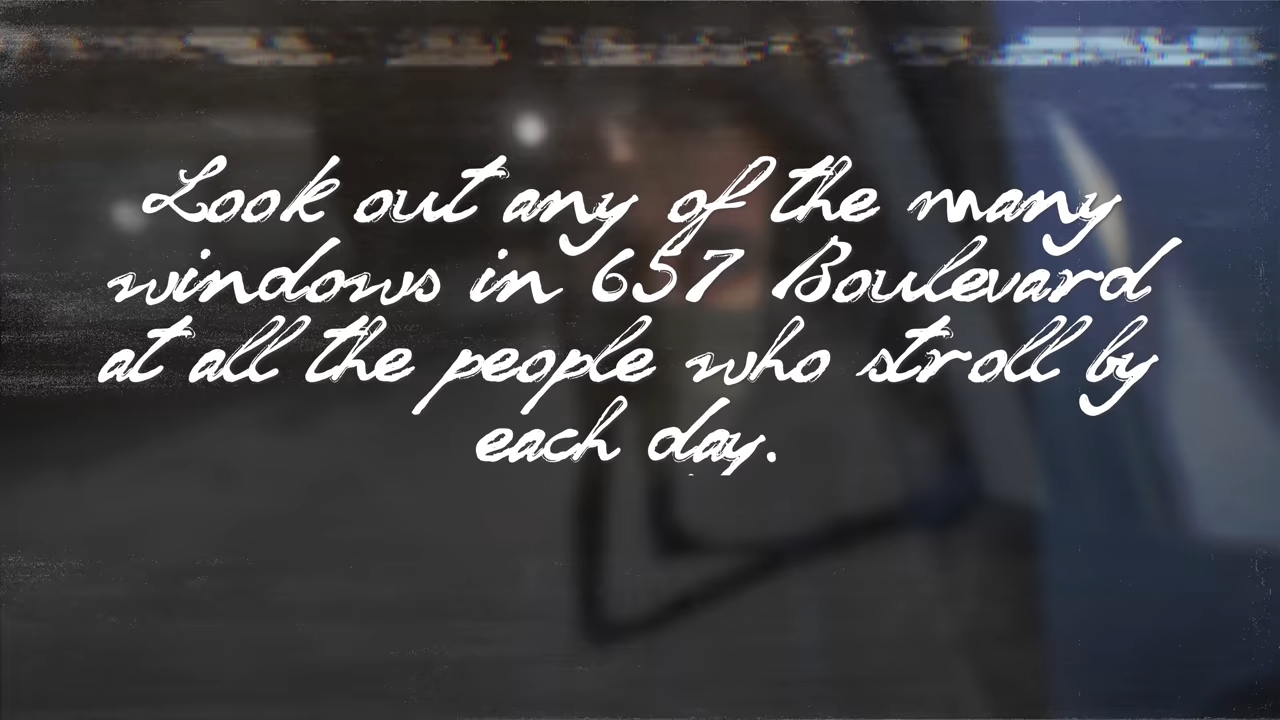 Look out any of the many
windows in 657 Boulevard
at all the people who stroll by
each day.